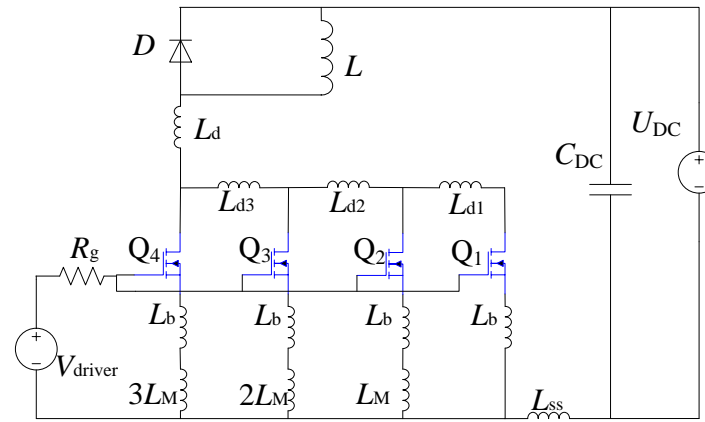 D
L
Ld
UDC
CDC
Ld3
Ld2
Ld1
Rg
Q4
Q3
Q2
Q1
Lb
Lb
Lb
Lb
Vdriver
3LM
2LM
LM
Lss